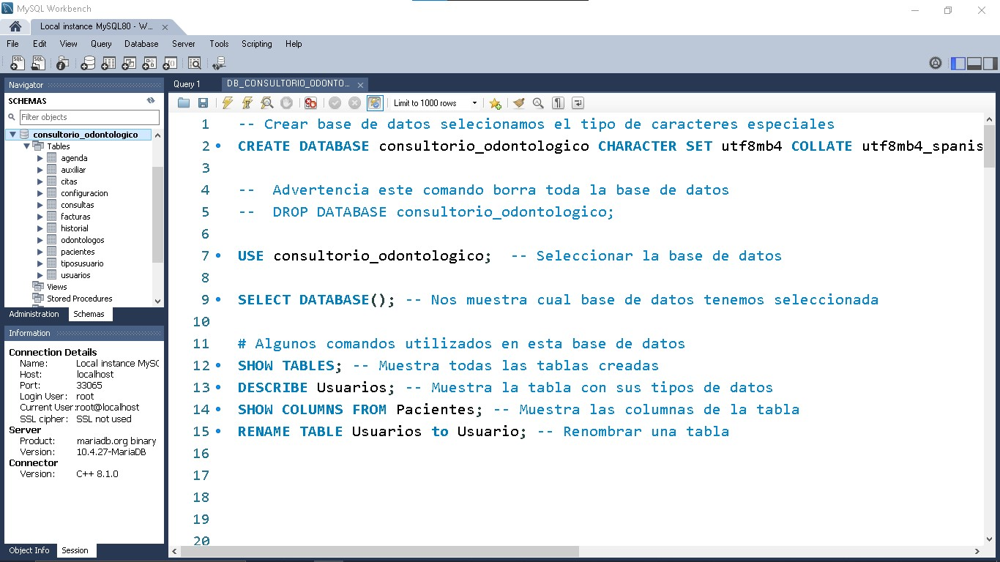 MySQL Workbench
Local instance MySQL80 - W...
File Edit View Query Database Server Tools Scripting Help
Navigator
SCHEMAS
Filter objects
consultorio_odontologico
Tables
agenda
auxiliar
citas
configuracion
consultas
facturas
historial
odontologos
pacientes
tiposusuario
usuarios
Views
Stored Procedures
Administration Schemas
Information
Connection Details
Name: Local instance MySQ
Host: localhost
Port: 33065
Login User: root
Current User: root@localhost
SSL cipher: SSL not used
Server
Product: mariadb.org binary
Version: 10.4.27-MariaDB
Connector
Version: C++ 8.1.0
Object Info Session
Query 1 DB_CONSULTORIO_ODONTO...
Limit to 1000 rows
1 -- Crear base de datos selecionamos el tipo de caracteres especiales
2 CREATE DATABASE consultorio_odontologico CHARACTER SET utf8mb4 COLLATE utf8mb4_spanis
3
4 --  Advertencia este comando borra toda la base de datos
5 --  DROP DATABASE consultorio_odontologico;
6
7 USE consultorio_odontologico;  -- Seleccionar la base de datos
8
9 SELECT DATABASE(); -- Nos muestra cual base de datos tenemos seleccionada
10
11 # Algunos comandos utilizados en esta base de datos
12 SHOW TABLES; -- Muestra todas las tablas creadas
13 DESCRIBE Usuarios; -- Muestra la tabla con sus tipos de datos
14 SHOW COLUMNS FROM Pacientes; -- Muestra las columnas de la tabla
15 RENAME TABLE Usuarios to Usuario; -- Renombrar una tabla
16
17
18
19
20